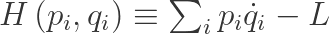 H (p_i, q_i) ≡ ∑_i p_i q̇_i − L